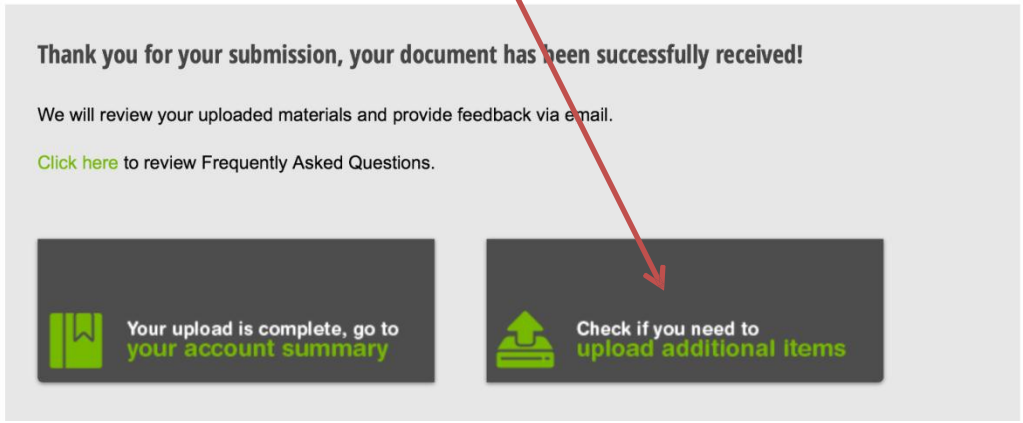 Thank you for your submission, your document has been successfully received!
We will review your uploaded materials and provide feedback via email.
Click here to review Frequently Asked Questions.
Your upload is complete, go to
your account summary
Check if you need to
upload additional items